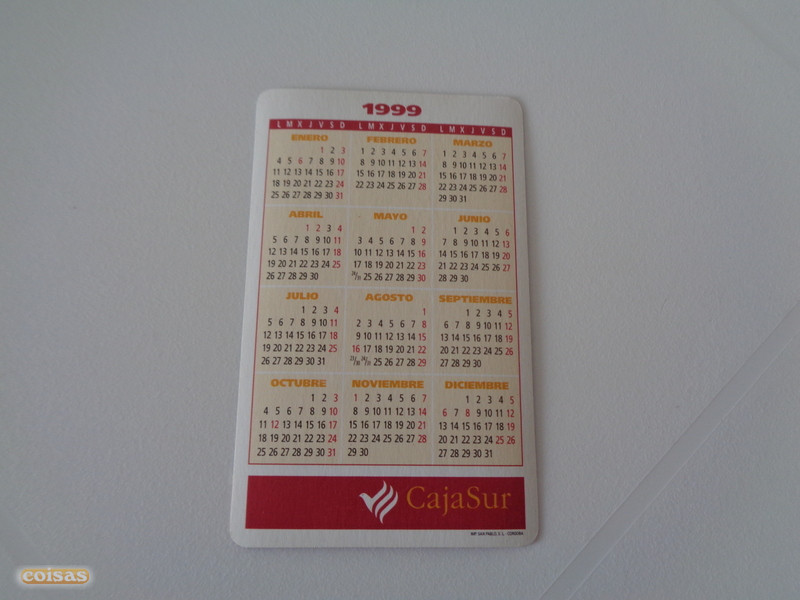 1999
L M X J V S D L M X J V S D L M X J V S D
ENERO
1 2 3
4 5 6 7 8 9 10
11 12 13 14 15 16 17
18 19 20 21 22 23 24
25 26 27 28 29 30 31
FEBRERO
1 2 3 4 5 6 7
8 9 10 11 12 13 14
15 16 17 18 19 20 21
22 23 24 25 26 27 28
MARZO
1 2 3 4 5 6 7
8 9 10 11 12 13 14
15 16 17 18 19 20 21
22 23 24 25 26 27 28
29 30 31
ABRIL
1 2 3 4
5 6 7 8 9 10 11
12 13 14 15 16 17 18
19 20 21 22 23 24 25
26 27 28 29 30
MAYO
1 2
3 4 5 6 7 8 9
10 11 12 13 14 15 16
17 18 19 20 21 22 23
24/31 25 26 27 28 29 30
JUNIO
1 2 3 4 5 6
7 8 9 10 11 12 13
14 15 16 17 18 19 20
21 22 23 24 25 26 27
28 29 30
JULIO
1 2 3 4
5 6 7 8 9 10 11
12 13 14 15 16 17 18
19 20 21 22 23 24 25
26 27 28 29 30 31
AGOSTO
1
2 3 4 5 6 7 8
9 10 11 12 13 14 15
16 17 18 19 20 21 22
23/30 24/31 25 26 27 28 29
SEPTIEMBRE
1 2 3 4 5
6 7 8 9 10 11 12
13 14 15 16 17 18 19
20 21 22 23 24 25 26
27 28 29 30
OCTUBRE
1 2 3
4 5 6 7 8 9 10
11 12 13 14 15 16 17
18 19 20 21 22 23 24
25 26 27 28 29 30 31
NOVIEMBRE
1 2 3 4 5 6 7
8 9 10 11 12 13 14
15 16 17 18 19 20 21
22 23 24 25 26 27 28
29 30
DICIEMBRE
1 2 3 4 5
6 7 8 9 10 11 12
13 14 15 16 17 18 19
20 21 22 23 24 25 26
27 28 29 30 31
CajaSur
IMP. SAN PABLO, S. L. - CORDOBA
coisas